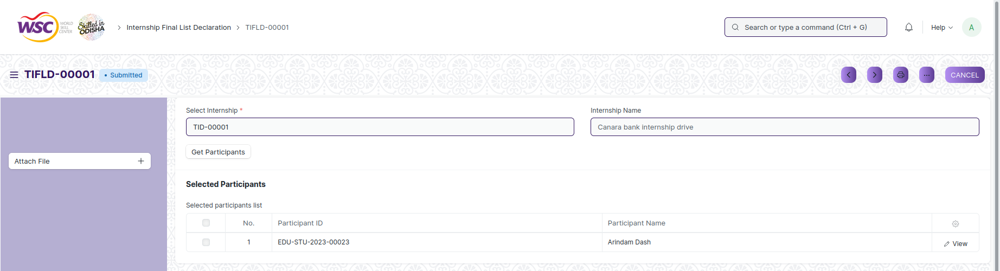 WSC WORLD SKILL CENTER Skilled in ODISHA Internship Final List Declaration TIFLD-00001 Search or type a command (Ctrl + G) Help A
TIFLD-00001 • Submitted ... CANCEL
Attach File +
Select Internship * Internship Name
TID-00001 Canara bank internship drive
Get Participants
Selected Participants
Selected participants list
No. Participant ID Participant Name
1 EDU-STU-2023-00023 Arindam Dash View